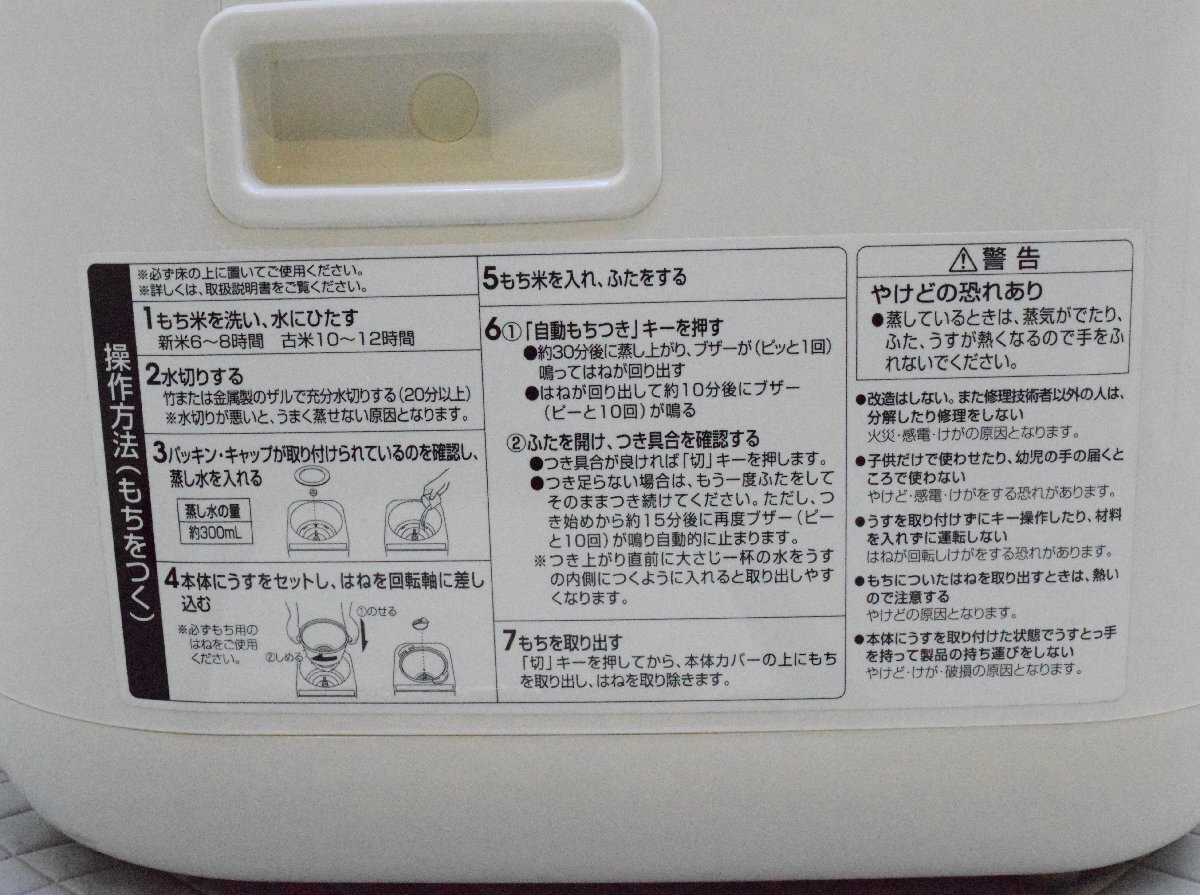 操作方法(もちをつく)
※必ず床の上に置いてご使用ください。
※詳しくは、取扱説明書をご覧ください。
1もち米を洗い、水にひたす
新米6～8時間 古米10～12時間
2水切りする
竹または金属製のザルで充分水切りする(20分以上)
※水切りが悪いと、うまく蒸せない原因となります。
3パッキン・キャップが取り付けられているのを確認し、
蒸し水を入れる
蒸し水の量
約300mL
4本体にうすをセットし、はねを回転軸に差し
込む
※必ずもち用の
はねをご使用
ください。
①のせる
②しめる
5もち米を入れ、ふたをする
6①「自動もちつき」キーを押す
●約30分後に蒸し上がり、ブザーが(ピッと1回)
鳴ってはねが回り出す
●はねが回り出して約10分後にブザー
(ピーと10回)が鳴る
②ふたを開け、つき具合を確認する
●つき具合が良ければ「切」キーを押します。
●つき足らない場合は、もう一度ふたをして
そのままつき続けてください。ただし、つ
き始めから約15分後に再度ブザー(ピー
と10回)が鳴り自動的に止まります。
※つき上がり直前に大さじ一杯の水をうす
の内側につくように入れると取り出しやす
くなります。
7もちを取り出す
「切」キーを押してから、本体カバーの上にもち
を取り出し、はねを取り除きます。
⚠警告
やけどの恐れあり
●蒸しているときは、蒸気がでたり、
ふた、うすが熱くなるので手をふ
れないでください。
●改造はしない。また修理技術者以外の人は、
分解したり修理をしない
火災・感電・けがの原因となります。
●子供だけで使わせたり、幼児の手の届くと
ころで使わない
やけど・感電・けがをする恐れがあります。
●うすを取り付けずにキー操作したり、材料
を入れずに運転しない
はねが回転しけがをする恐れがあります。
●もちについたはねを取り出すときは、熱い
ので注意する
やけどの原因となります。
●本体にうすを取り付けた状態でうすとっ手
を持って製品の持ち運びをしない
やけど・けが・破損の原因となります。